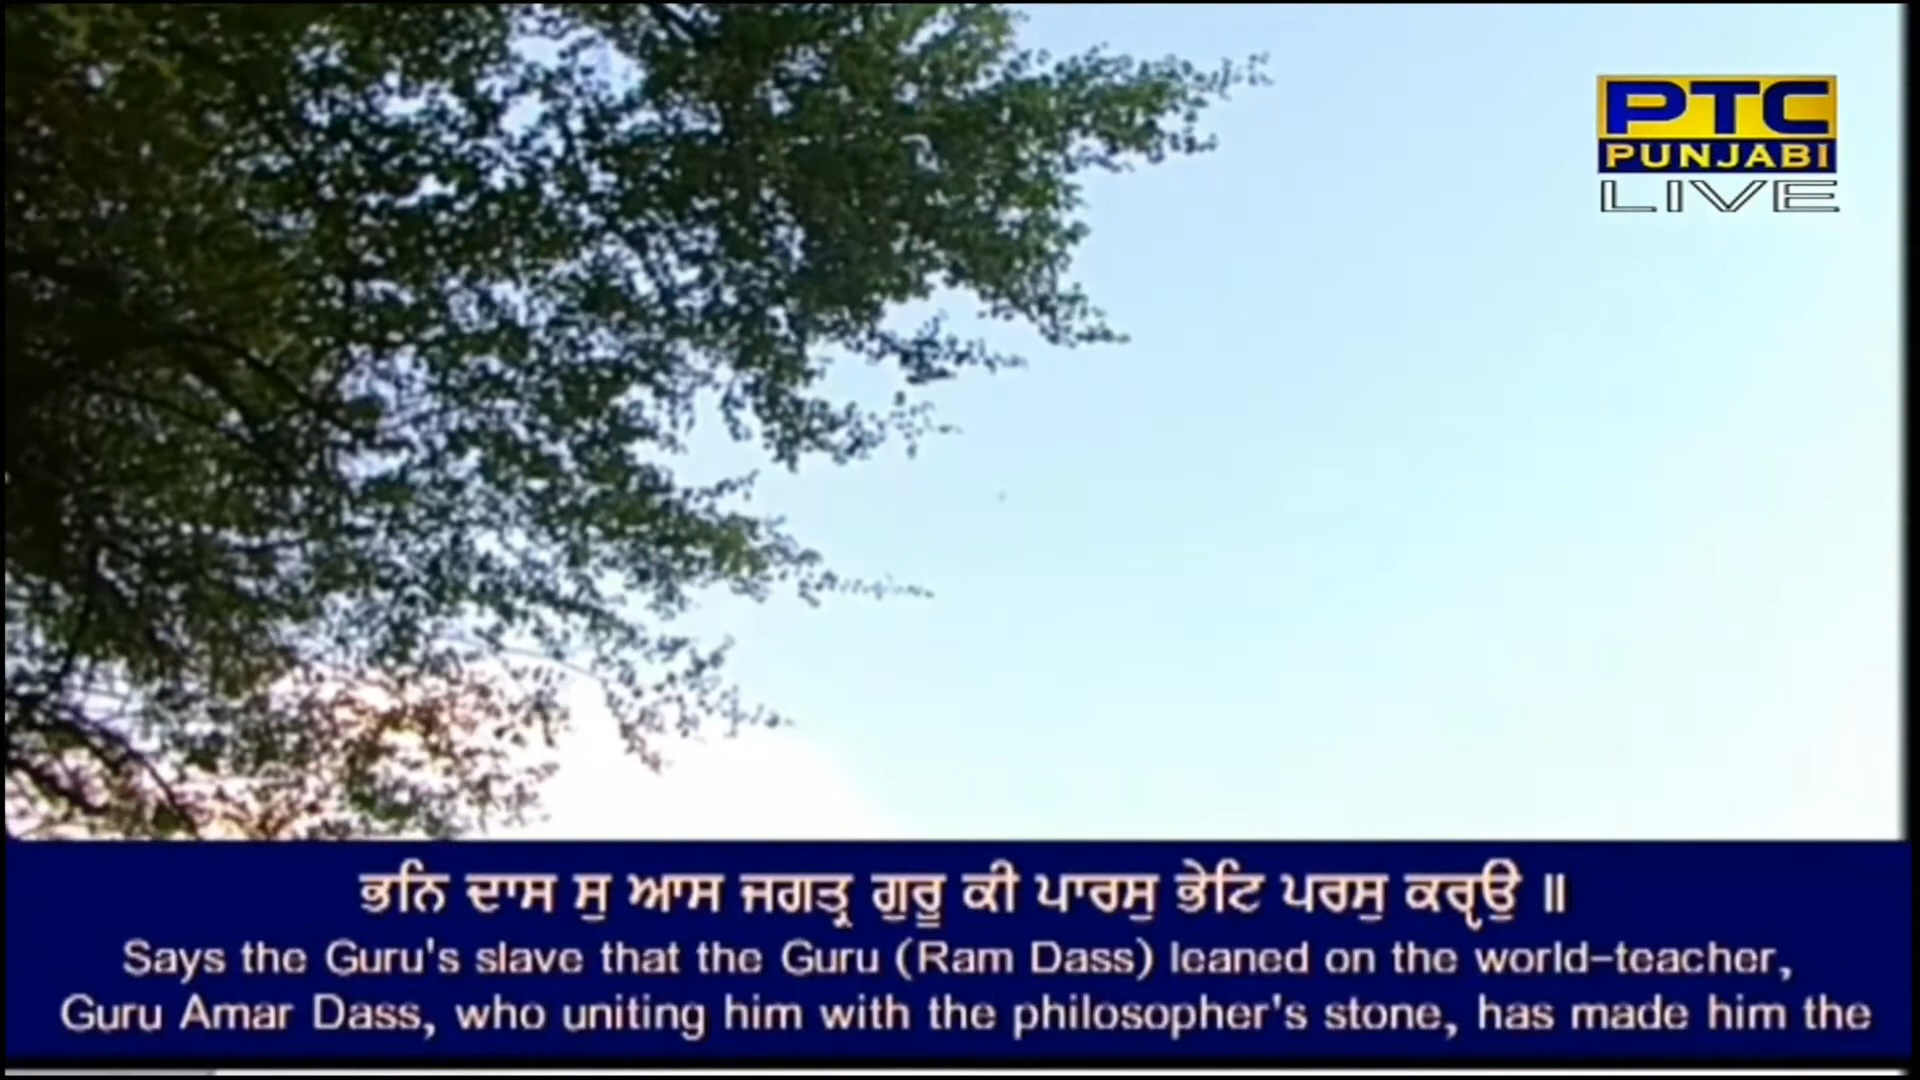 PTC
PUNJABI
LIVE
ਭਨਿ ਦਾਸ ਸੁ ਆਸ ਜਗਤ੍ਰ ਗੁਰੂ ਕੀ ਪਾਰਸੁ ਭੇਟਿ ਪਰਸੁ ਕਰੵਉ ॥
Says the Guru's slave that the Guru (Ram Dass) leaned on the world-teacher,
Guru Amar Dass, who uniting him with the philosopher's stone, has made him the